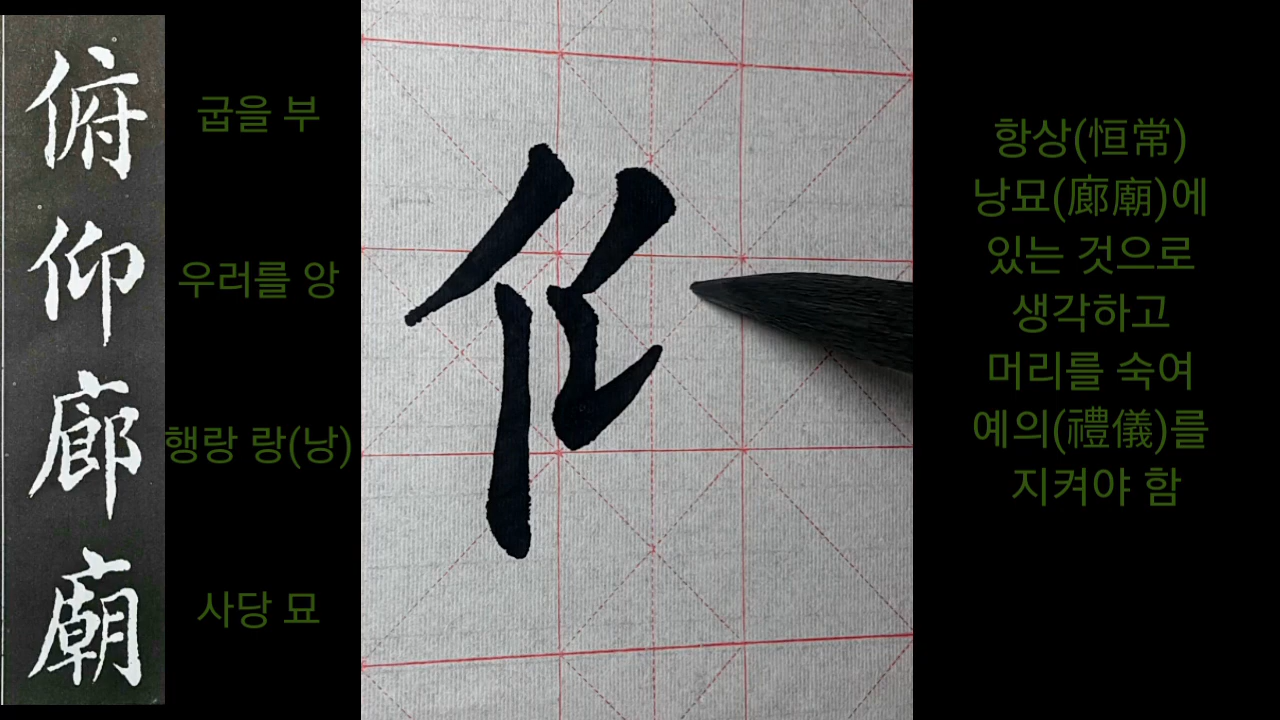 俯
仰
廊
廟
굽을 부
우러를 앙
행랑 랑(낭)
사당 묘
항상(恒常)
낭묘(廊廟)에
있는 것으로
생각하고
머리를 숙여
예의(禮儀)를
지켜야 함